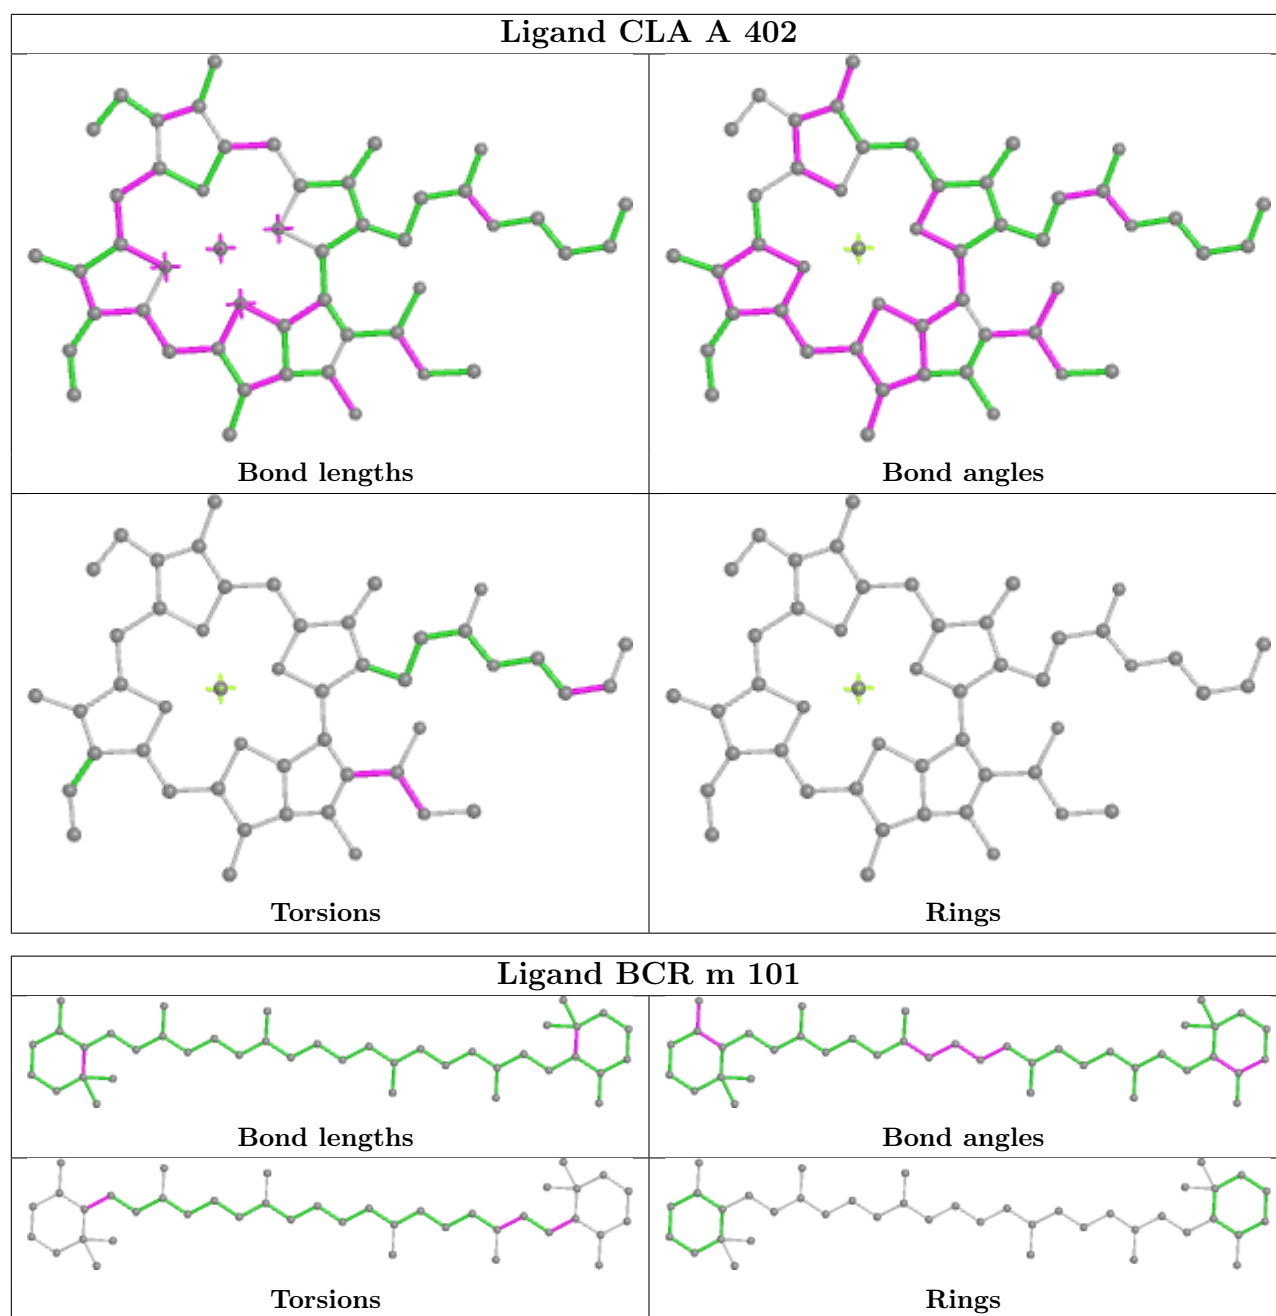 Ligand CLA A 402
Bond lengths
Bond angles
Torsions
Rings
Ligand BCR m 101
Bond lengths
Bond angles
Torsions
Rings